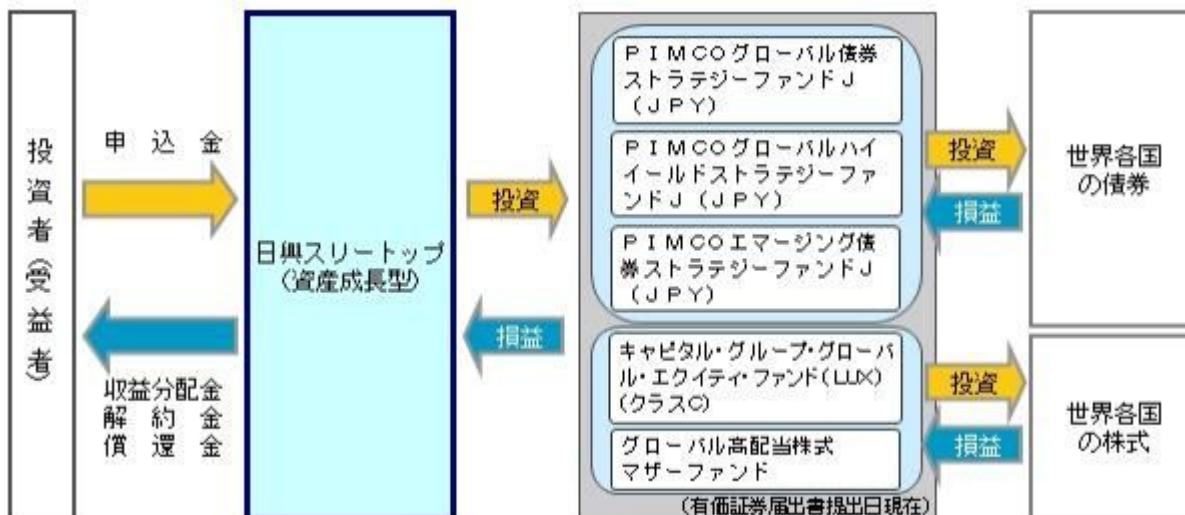 投資者(受益者)
申 込 金
収益分配金
解 約 金
償 還 金
日興スリートップ
(資産成長型)
投資
損益
ＰＩＭＣＯグローバル債券
ストラテジーファンドＪ
(ＪＰＹ)
ＰＩＭＣＯグローバルハイ
イールドストラテジーファ
ンドＪ(ＪＰＹ)
ＰＩＭＣＯエマージング債
券ストラテジーファンドＪ
(ＪＰＹ)
キャピタル・グループ・グローバ
ル・エクイティ・ファンド(LUX)
(クラスC)
グローバル高配当株式
マザーファンド
(有価証券届出書提出日現在)
投資
損益
世界各国
の債券
投資
損益
世界各国
の株式